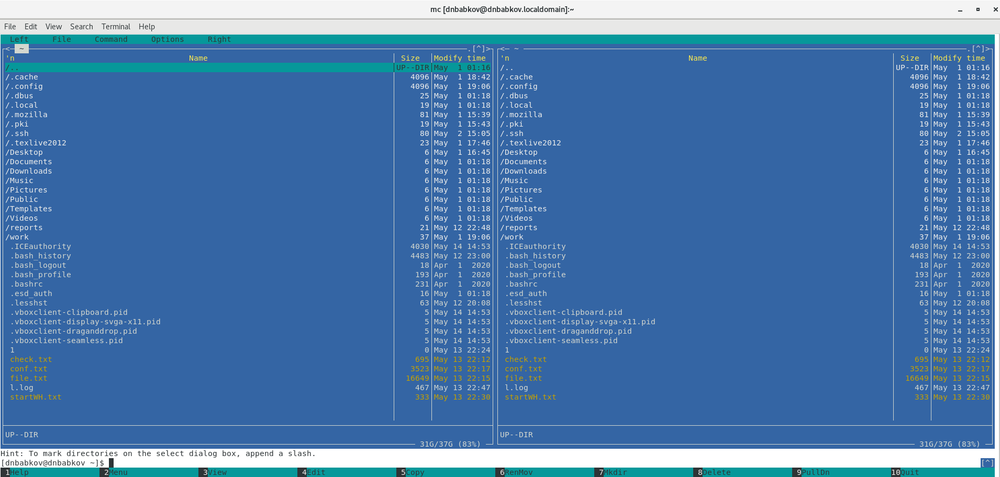 mc [dnbabkov@dnbabkov.localdomain]:~
File Edit View Search Terminal Help
Left File Command Options Right
<─ ~ .[^]> <─ ~ .[^]>
'n Name Size Modify time 'n Name Size Modify time
/.. UP--DIR May 1 01:16 /.. UP--DIR May 1 01:16
/.cache 4096 May 1 18:42 /.cache 4096 May 1 18:42
/.config 4096 May 1 19:06 /.config 4096 May 1 19:06
/.dbus 25 May 1 01:18 /.dbus 25 May 1 01:18
/.local 19 May 1 01:18 /.local 19 May 1 01:18
/.mozilla 81 May 1 15:39 /.mozilla 81 May 1 15:39
/.pki 19 May 1 15:43 /.pki 19 May 1 15:43
/.ssh 80 May 2 15:05 /.ssh 80 May 2 15:05
/.texlive2012 23 May 1 17:46 /.texlive2012 23 May 1 17:46
/Desktop 6 May 1 16:45 /Desktop 6 May 1 16:45
/Documents 6 May 1 01:18 /Documents 6 May 1 01:18
/Downloads 6 May 1 01:18 /Downloads 6 May 1 01:18
/Music 6 May 1 01:18 /Music 6 May 1 01:18
/Pictures 6 May 1 01:18 /Pictures 6 May 1 01:18
/Public 6 May 1 01:18 /Public 6 May 1 01:18
/Templates 6 May 1 01:18 /Templates 6 May 1 01:18
/Videos 6 May 1 01:18 /Videos 6 May 1 01:18
/reports 21 May 12 22:48 /reports 21 May 12 22:48
/work 37 May 1 19:06 /work 37 May 1 19:06
.ICEauthority 4030 May 14 14:53 .ICEauthority 4030 May 14 14:53
.bash_history 4483 May 12 23:00 .bash_history 4483 May 12 23:00
.bash_logout 18 Apr 1 2020 .bash_logout 18 Apr 1 2020
.bash_profile 193 Apr 1 2020 .bash_profile 193 Apr 1 2020
.bashrc 231 Apr 1 2020 .bashrc 231 Apr 1 2020
.esd_auth 16 May 1 01:18 .esd_auth 16 May 1 01:18
.lesshst 63 May 12 20:08 .lesshst 63 May 12 20:08
.vboxclient-clipboard.pid 5 May 14 14:53 .vboxclient-clipboard.pid 5 May 14 14:53
.vboxclient-display-svga-x11.pid 5 May 14 14:53 .vboxclient-display-svga-x11.pid 5 May 14 14:53
.vboxclient-draganddrop.pid 5 May 14 14:53 .vboxclient-draganddrop.pid 5 May 14 14:53
.vboxclient-seamless.pid 5 May 14 14:53 .vboxclient-seamless.pid 5 May 14 14:53
1 0 May 13 22:24 1 0 May 13 22:24
check.txt 695 May 13 22:12 check.txt 695 May 13 22:12
conf.txt 3523 May 13 22:17 conf.txt 3523 May 13 22:17
file.txt 16649 May 13 22:15 file.txt 16649 May 13 22:15
l.log 467 May 13 22:47 l.log 467 May 13 22:47
startWH.txt 333 May 13 22:30 startWH.txt 333 May 13 22:30
UP--DIR UP--DIR
31G/37G (83%) 31G/37G (83%)
Hint: To mark directories on the select dialog box, append a slash.
[dnbabkov@dnbabkov ~]$ [^]
1Help 2Menu 3View 4Edit 5Copy 6RenMov 7Mkdir 8Delete 9PullDn 10Quit